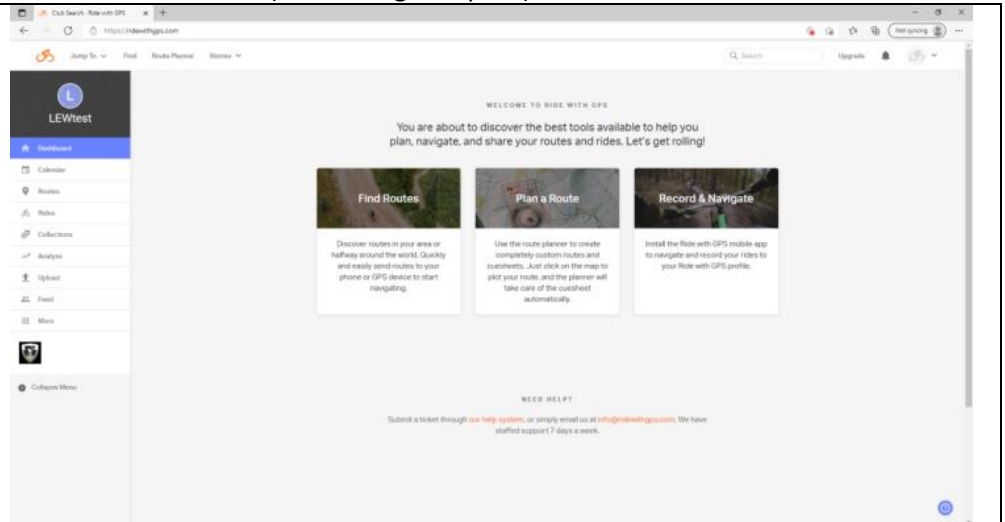 Club Search - Ride with GPS
https://ridewithgps.com
Not syncing
Jump To
Find
Route Planner
Stories
Search
Upgrade
L
LEWtest
Dashboard
Calendar
Routes
Rides
Collections
Analyze
Upload
Feed
More
Collapse Menu
WELCOME TO RIDE WITH GPS
You are about to discover the best tools available to help you
plan, navigate, and share your routes and rides. Let's get rolling!
Find Routes
Discover routes in your area or
halfway around the world. Quickly
and easily send routes to your
phone or GPS device to start
navigating.
Plan a Route
Use the route planner to create
completely custom routes and
cuesheets. Just click on the map to
plot your route, and the planner will
take care of the cuesheet
automatically.
Record & Navigate
Install the Ride with GPS mobile app
to navigate and record your rides to
your Ride with GPS profile.
NEED HELP?
Submit a ticket through our help system, or simply email us at info@ridewithgps.com. We have
staffed support 7 days a week.